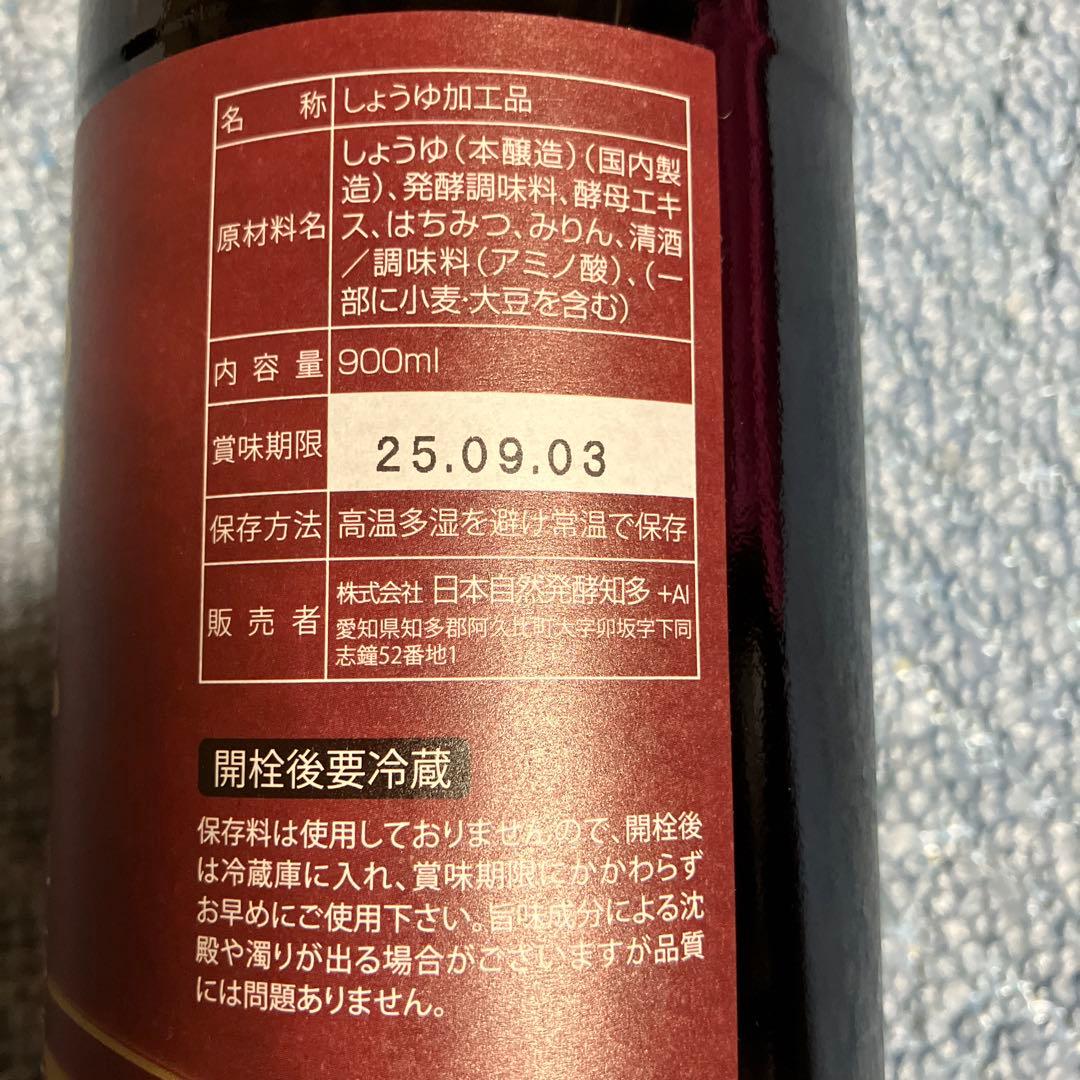 名称 しょうゆ加工品
原材料名 しょうゆ(本醸造)(国内製
造)、発酵調味料、酵母エキ
ス、はちみつ、みりん、清酒
/調味料(アミノ酸)、(一
部に小麦・大豆を含む)
内容量 900ml
賞味期限 25.09.03
保存方法 高温多湿を避け常温で保存
販売者 株式会社 日本自然発酵知多 +AI
愛知県知多郡阿久比町大字卯坂字下同
志鐘52番地1
開栓後要冷蔵
保存料は使用しておりませんので、開栓後
は冷蔵庫に入れ、賞味期限にかかわらず
お早めにご使用下さい。旨味成分による沈
殿や濁りが出る場合がございますが品質
には問題ありません。